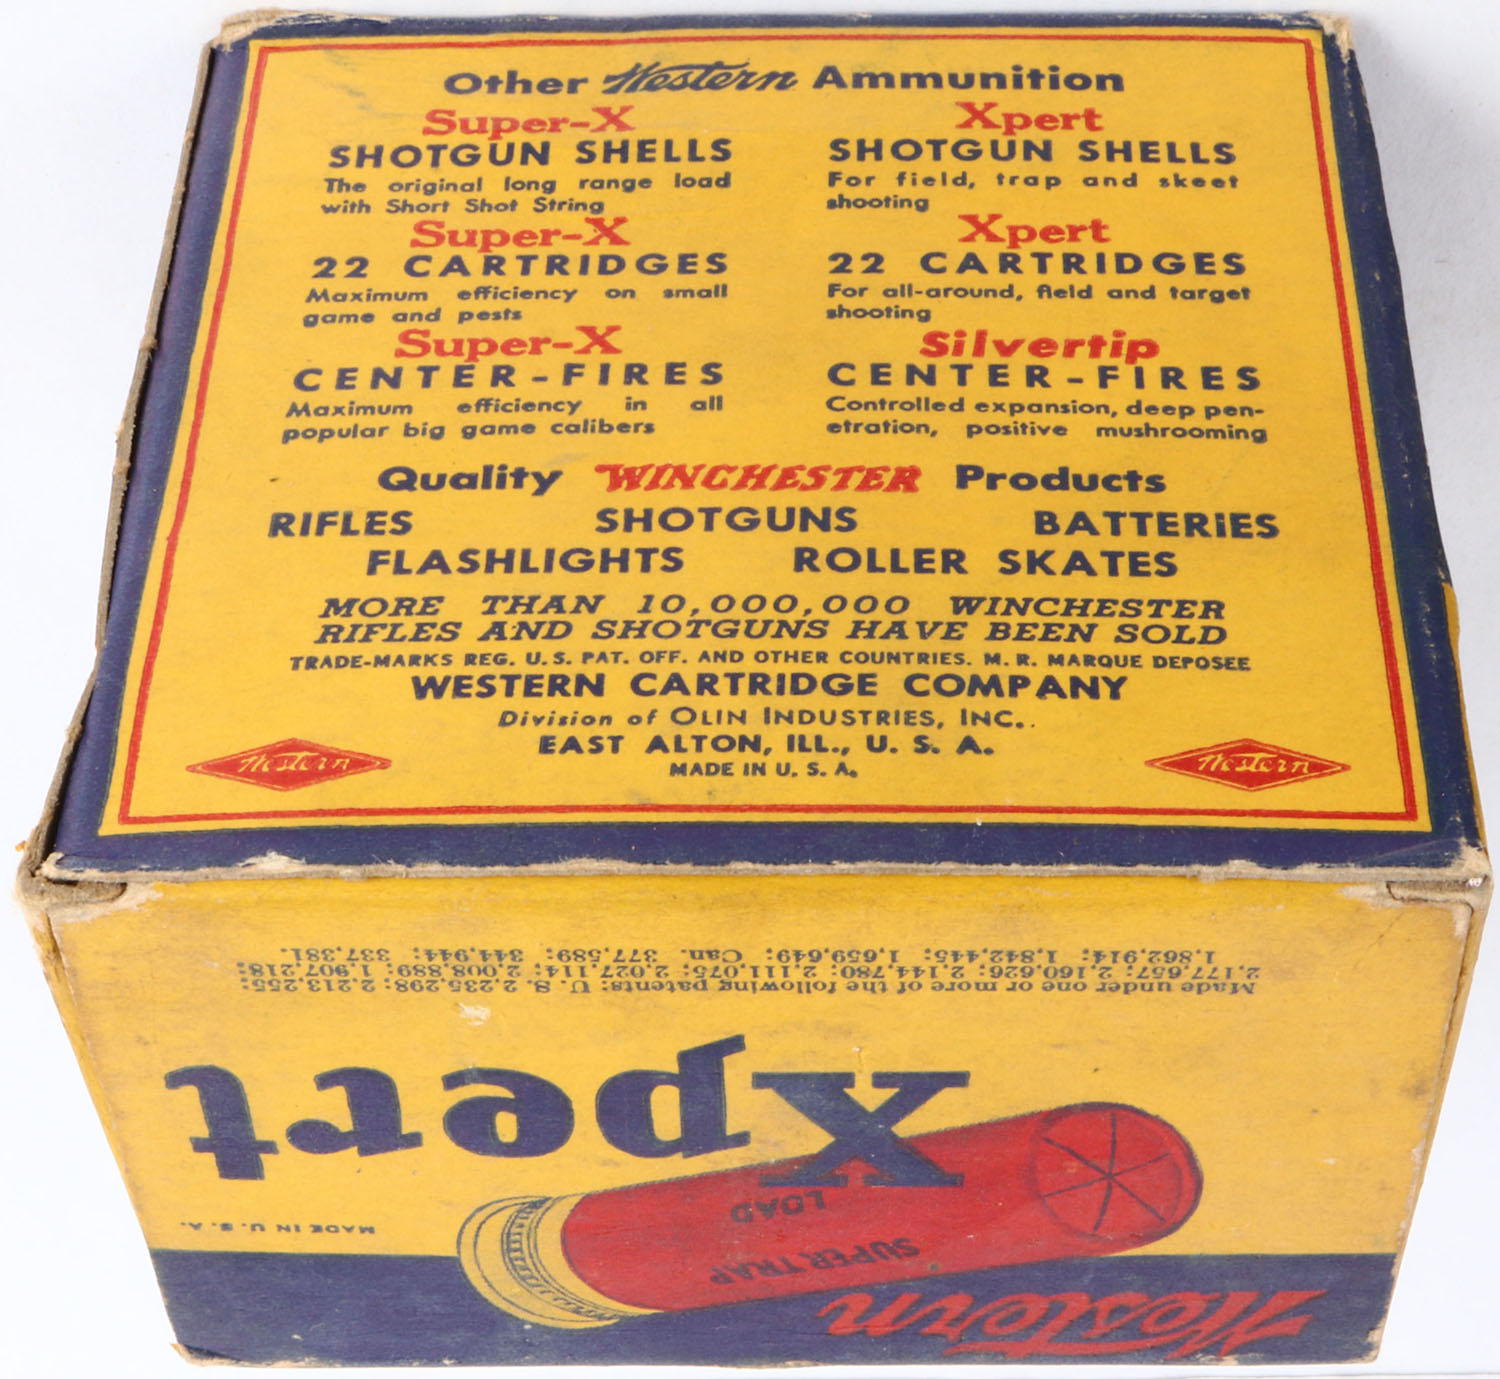 Other Western Ammunition
Super-X
SHOTGUN SHELLS
The original long range load
with Short Shot String
Xpert
SHOTGUN SHELLS
For field, trap and skeet
shooting
Super-X
22 CARTRIDGES
Maximum efficiency on small
game and pests
Xpert
22 CARTRIDGES
For all-around, field and target
shooting
Super-X
CENTER-FIRES
Maximum efficiency in all
popular big game calibers
Silvertip
CENTER-FIRES
Controlled expansion, deep pen-
etration, positive mushrooming
Quality WINCHESTER Products
RIFLES SHOTGUNS BATTERIES
FLASHLIGHTS ROLLER SKATES
MORE THAN 10,000,000 WINCHESTER
RIFLES AND SHOTGUNS HAVE BEEN SOLD
TRADE-MARKS REG. U.S. PAT. OFF. AND OTHER COUNTRIES. M. R. MARQUE DEPOSEE
WESTERN CARTRIDGE COMPANY
Division of OLIN INDUSTRIES, INC.
EAST ALTON, ILL., U. S. A.
MADE IN U. S. A.
Western
Western
Western
SUPER TRAP
LOAD
MADE IN U. S. A.
Xpert
Made under one or more of the following patents: U. S. 2,235,298; 2,213,255;
2,177,657; 2,160,626; 2,144,780; 2,111,075; 2,027,114; 2,008,889; 1,907,218;
1,862,914; 1,842,445; 1,659,649; Can. 377,589; 344,944; 337,381.